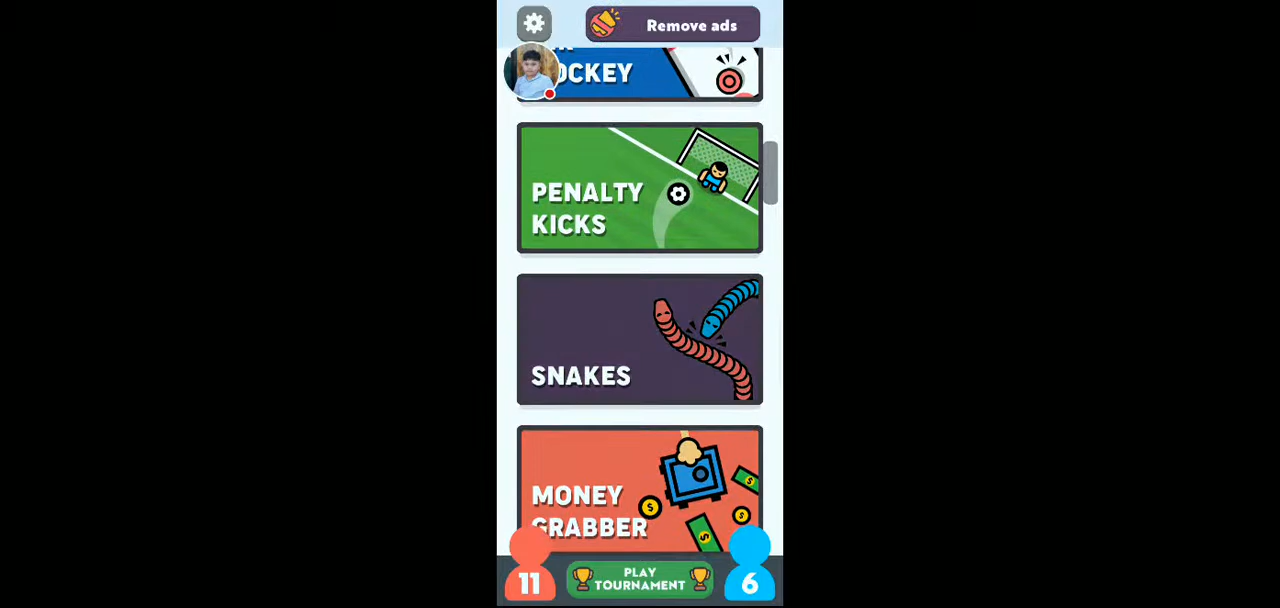 Remove ads
OCKEY
PENALTY
KICKS
SNAKES
MONEY
GRABBER
11
PLAY
TOURNAMENT
6